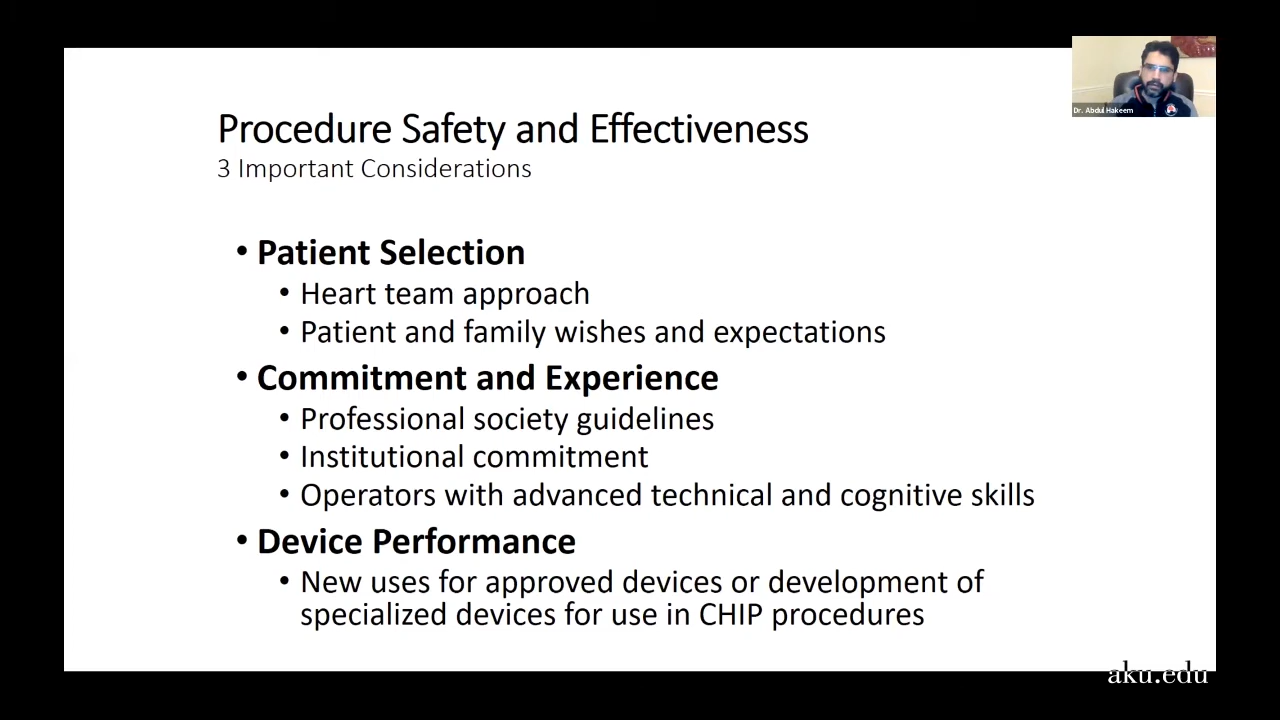 Procedure Safety and Effectiveness
3 Important Considerations
• Patient Selection
• Heart team approach
• Patient and family wishes and expectations
• Commitment and Experience
• Professional society guidelines
• Institutional commitment
• Operators with advanced technical and cognitive skills
• Device Performance
• New uses for approved devices or development of
specialized devices for use in CHIP procedures
Dr. Abdul Hakeem
aku.edu